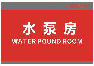 水泵房
WATER POUND ROOM